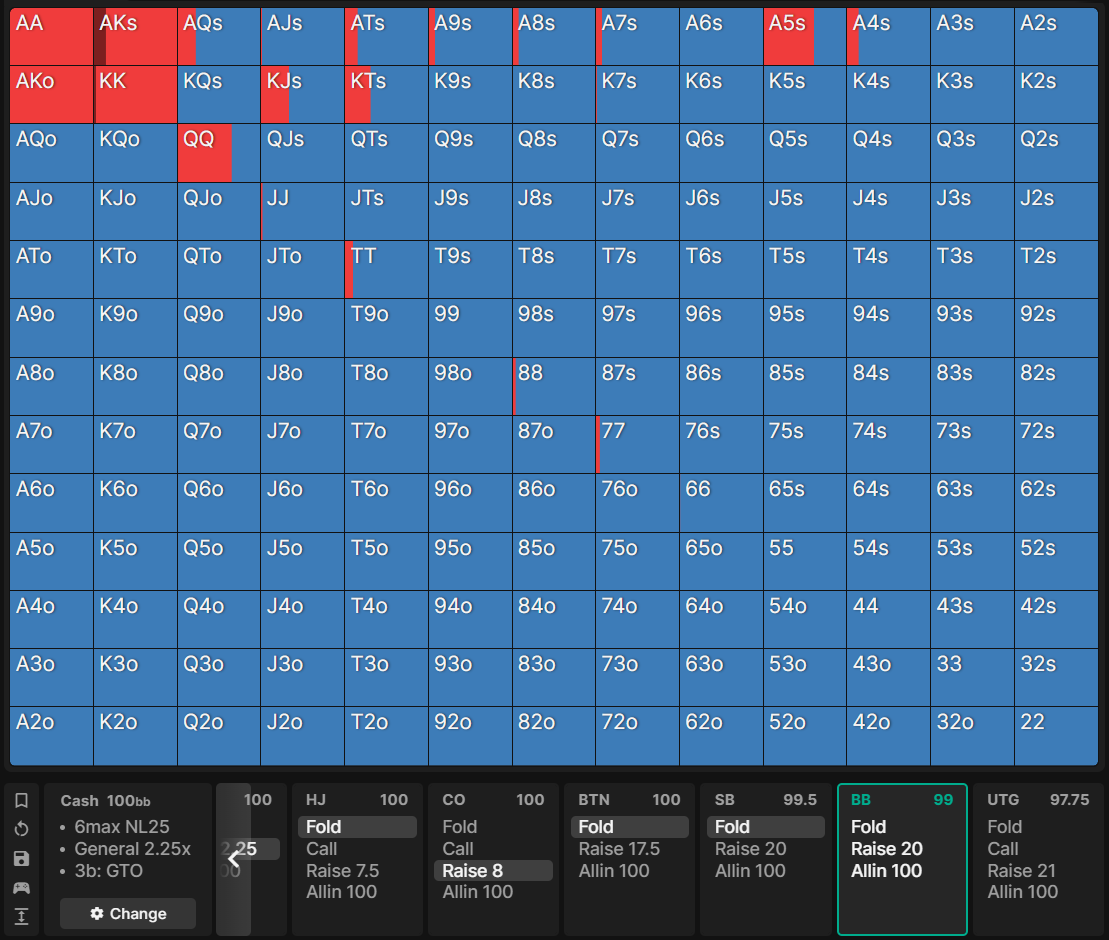 AA AKs AQs AJs ATs A9s A8s A7s A6s A5s A4s A3s A2s
AKo KK KQs KJs KTs K9s K8s K7s K6s K5s K4s K3s K2s
AQo KQo QQ QJs QTs Q9s Q8s Q7s Q6s Q5s Q4s Q3s Q2s
AJo KJo QJo JJ JTs J9s J8s J7s J6s J5s J4s J3s J2s
ATo KTo QTo JTo TT T9s T8s T7s T6s T5s T4s T3s T2s
A9o K9o Q9o J9o T9o 99 98s 97s 96s 95s 94s 93s 92s
A8o K8o Q8o J8o T8o 98o 88 87s 86s 85s 84s 83s 82s
A7o K7o Q7o J7o T7o 97o 87o 77 76s 75s 74s 73s 72s
A6o K6o Q6o J6o T6o 96o 86o 76o 66 65s 64s 63s 62s
A5o K5o Q5o J5o T5o 95o 85o 75o 65o 55 54s 53s 52s
A4o K4o Q4o J4o T4o 94o 84o 74o 64o 54o 44 43s 42s
A3o K3o Q3o J3o T3o 93o 83o 73o 63o 53o 43o 33 32s
A2o K2o Q2o J2o T2o 92o 82o 72o 62o 52o 42o 32o 22
Cash 100bb
• 6max NL25
• General 2.25x
• 3b: GTO
Change
100
2.25
00
HJ 100
Fold
Call
Raise 7.5
Allin 100
CO 100
Fold
Call
Raise 8
Allin 100
BTN 100
Fold
Raise 17.5
Allin 100
SB 99.5
Fold
Raise 20
Allin 100
BB 99
Fold
Raise 20
Allin 100
UTG 97.75
Fold
Call
Raise 21
Allin 100